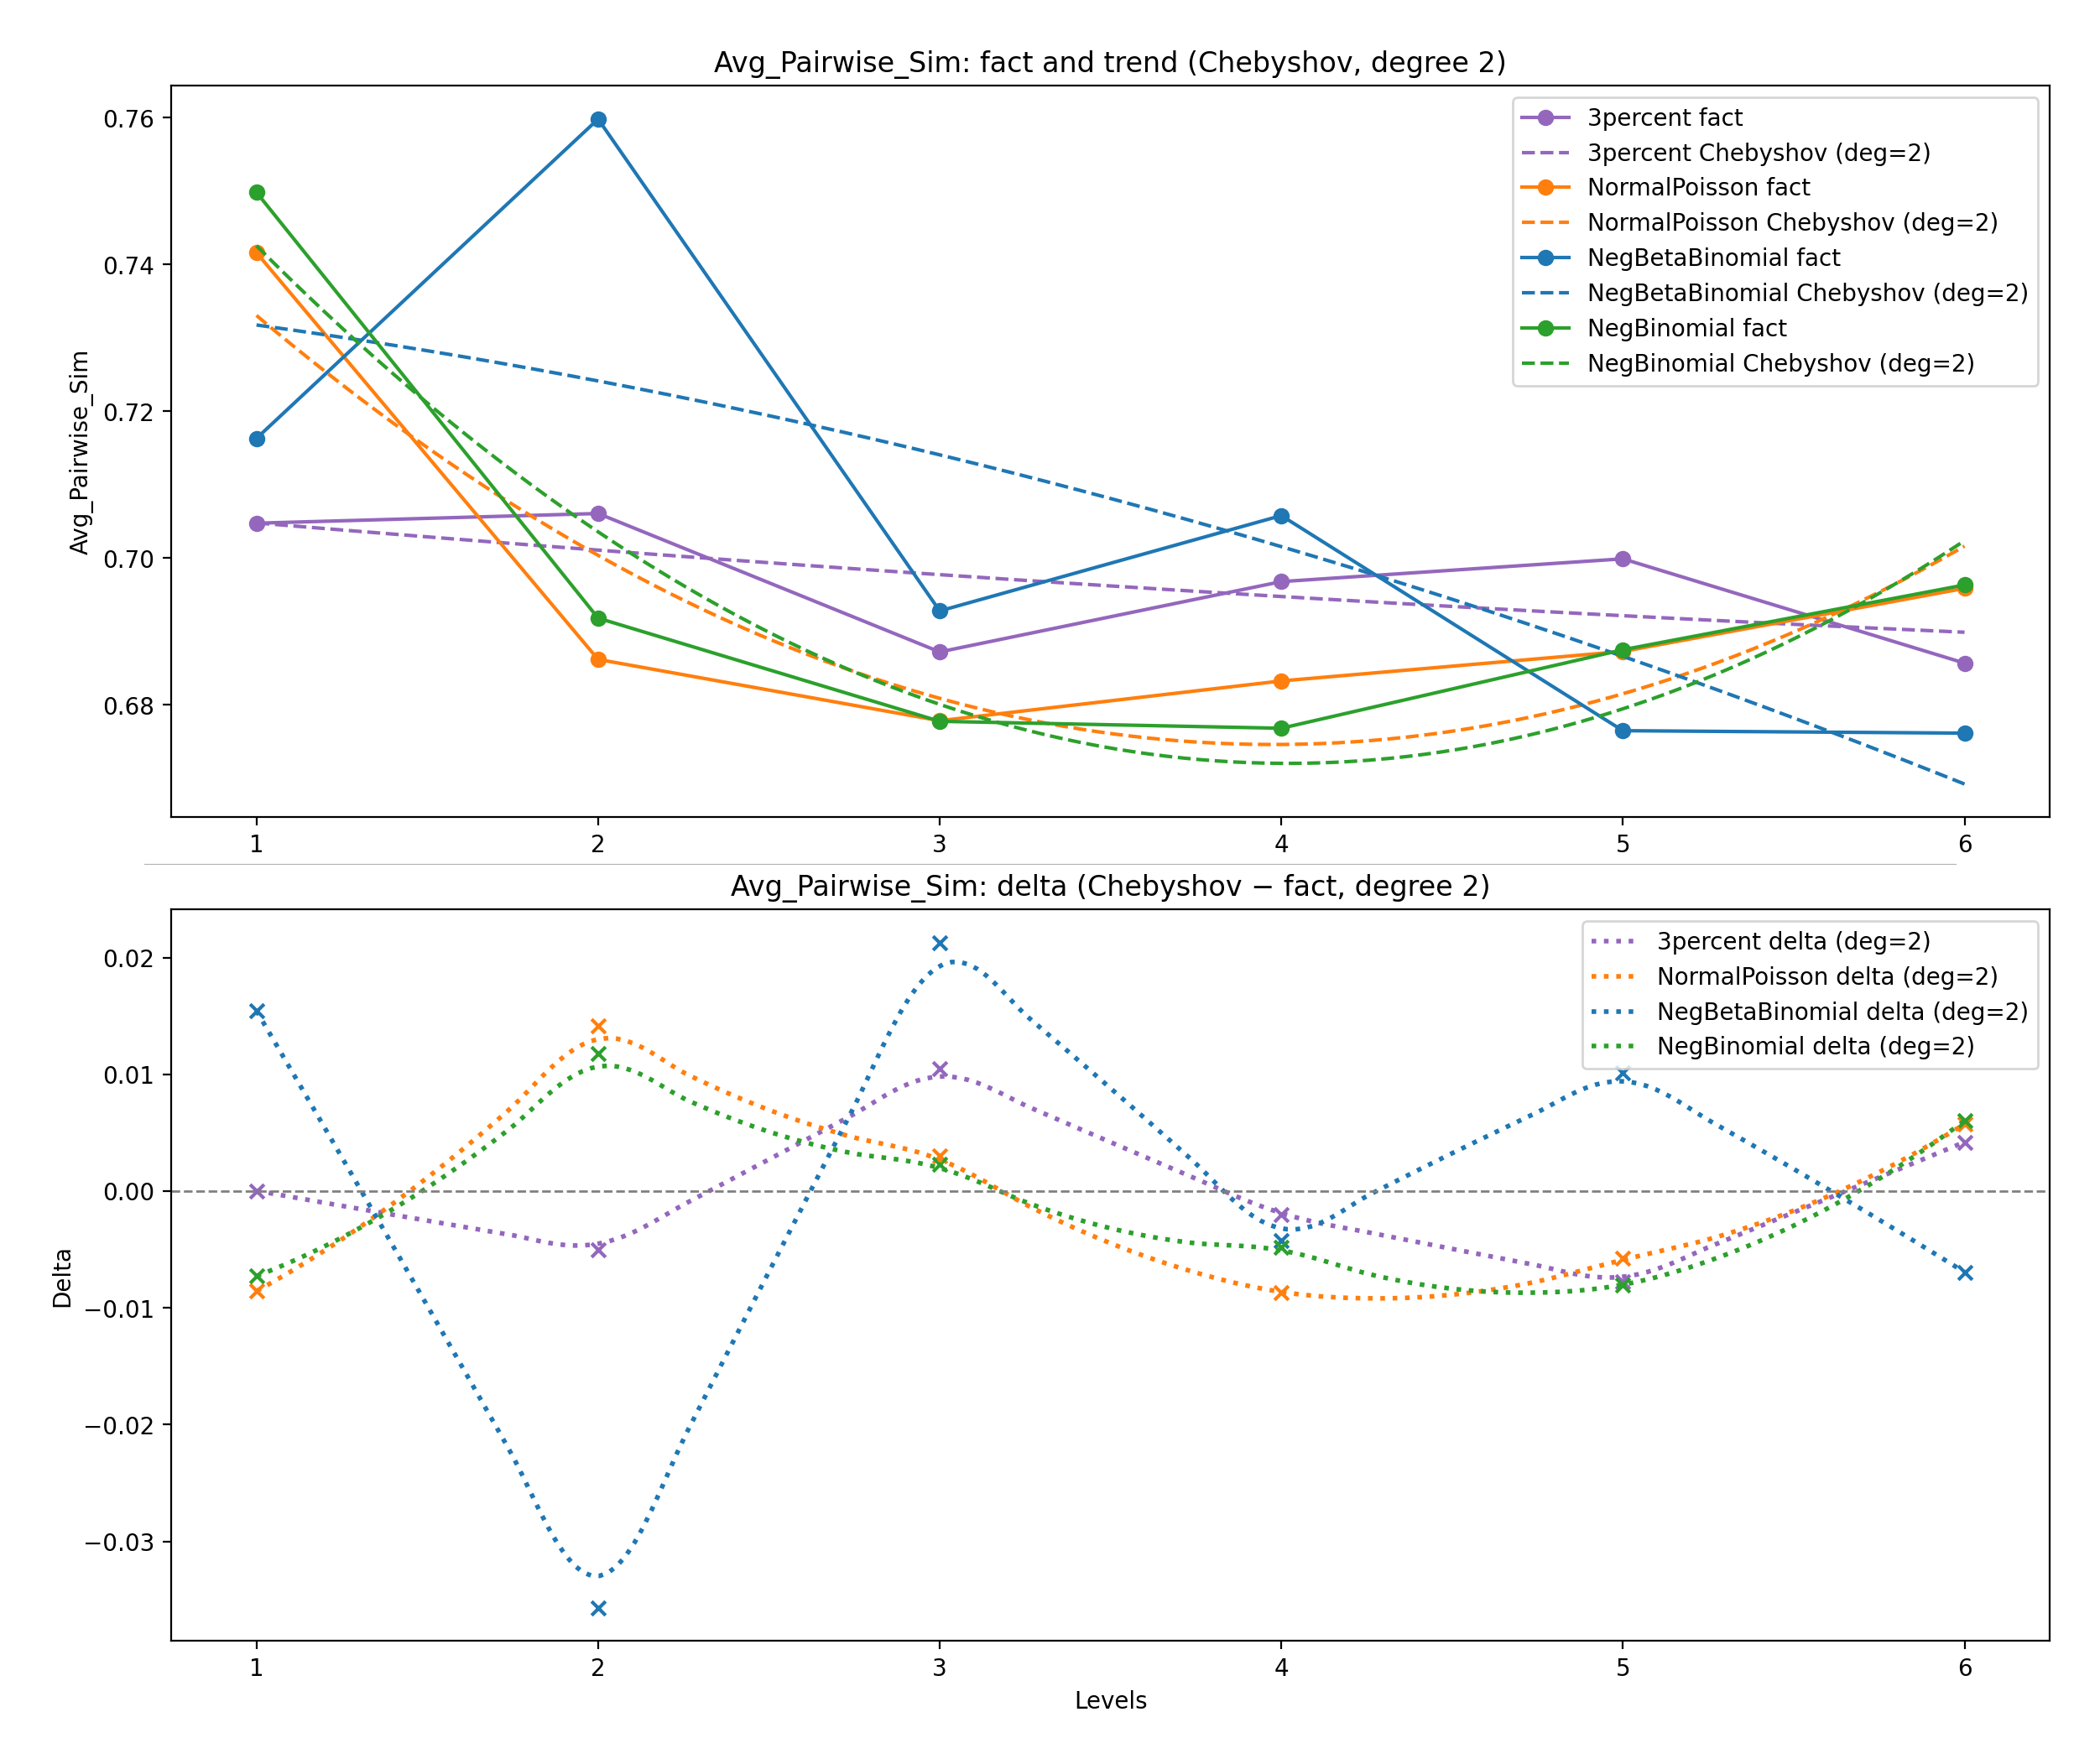 Avg_Pairwise_Sim: fact and trend (Chebyshov, degree 2)
Avg_Pairwise_Sim
0.76
0.74
0.72
0.70
0.68
3percent fact
3percent Chebyshov (deg=2)
NormalPoisson fact
NormalPoisson Chebyshov (deg=2)
NegBetaBinomial fact
NegBetaBinomial Chebyshov (deg=2)
NegBinomial fact
NegBinomial Chebyshov (deg=2)
1 2 3 4 5 6
Avg_Pairwise_Sim: delta (Chebyshov − fact, degree 2)
Delta
0.02
0.01
0.00
−0.01
−0.02
−0.03
3percent delta (deg=2)
NormalPoisson delta (deg=2)
NegBetaBinomial delta (deg=2)
NegBinomial delta (deg=2)
1 2 3 4 5 6
Levels